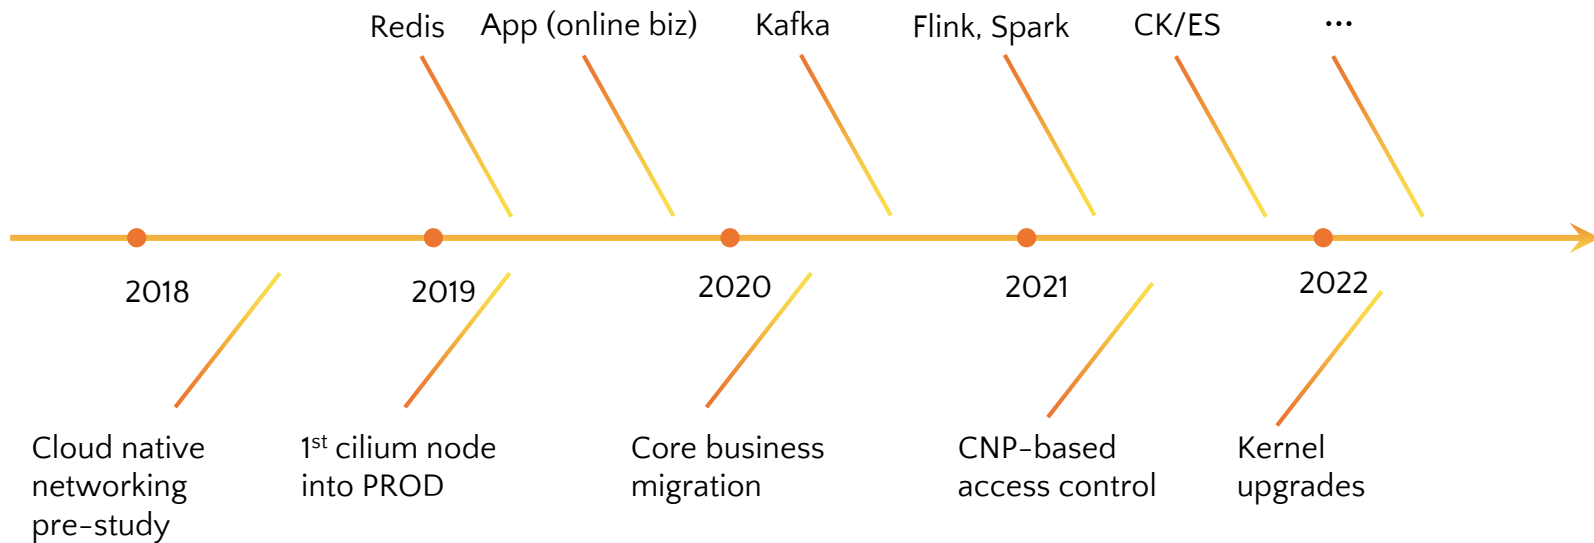 Redis
App (online biz)
Kafka
Flink, Spark
CK/ES
...
2018
2019
2020
2021
2022
Cloud native
networking
pre-study
1st cilium node
into PROD
Core business
migration
CNP-based
access control
Kernel
upgrades